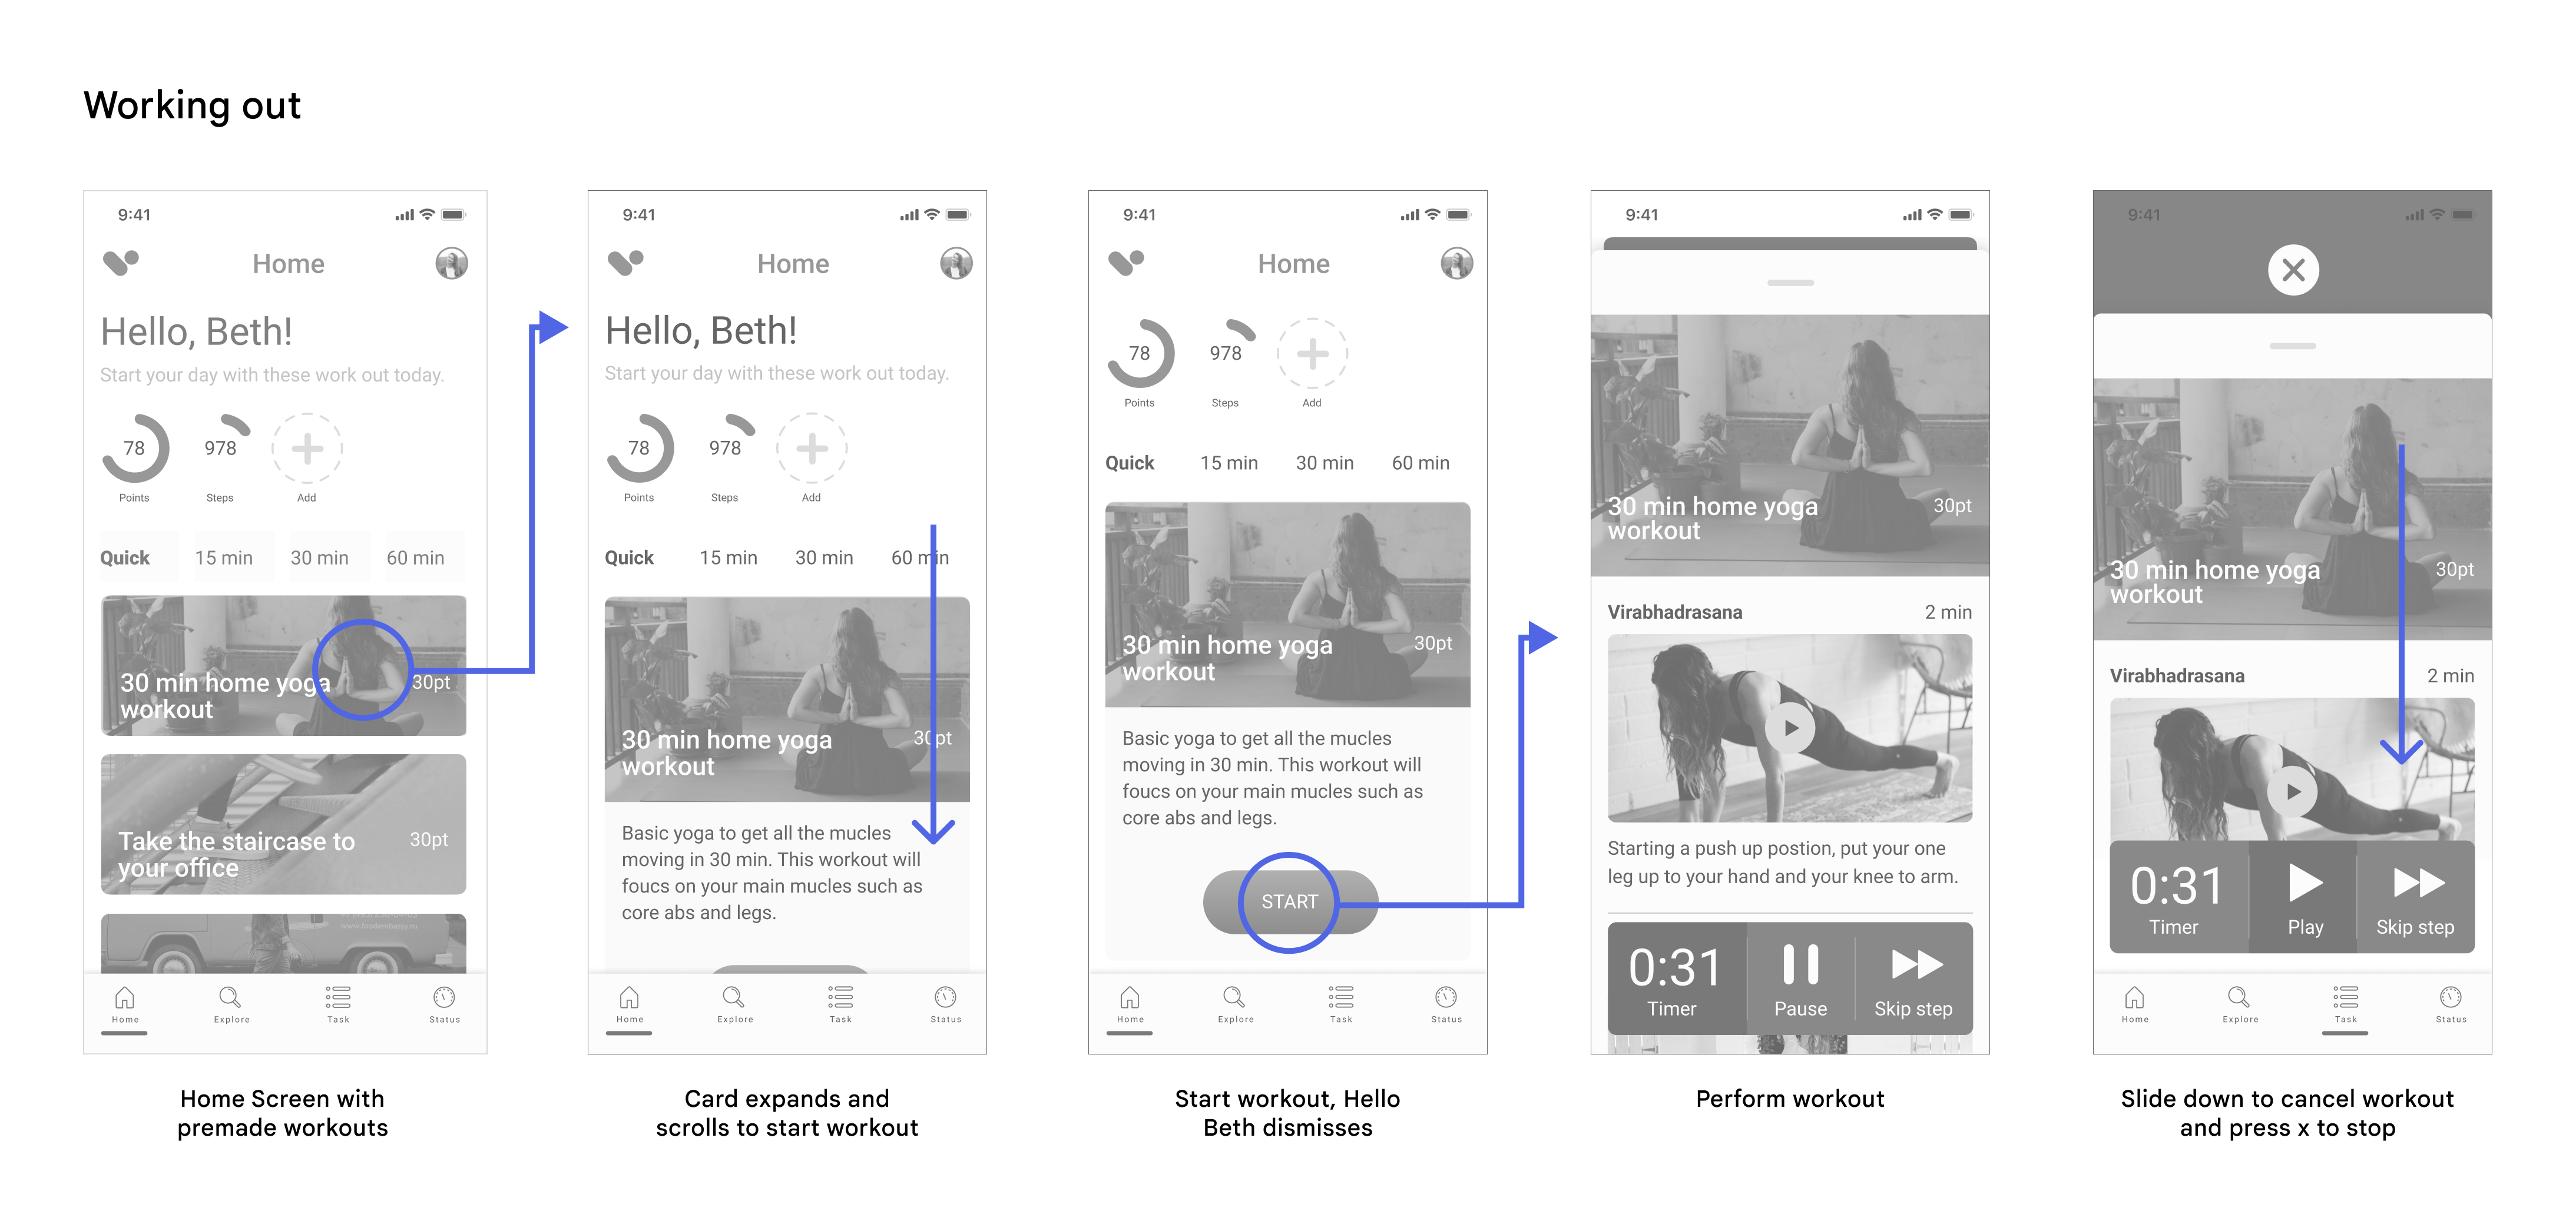 Working out
9:41
Home
Hello, Beth!
Start your day with these work out today.
78
978
Points
Steps
Add
Quick
15 min
30 min
60 min
30 min home yoga
workout
30pt
Take the staircase to
your office
30pt
www.foodembassy.ru
Home
Explore
Task
Status
Home Screen with
premade workouts
9:41
Home
Hello, Beth!
Start your day with these work out today.
78
978
Points
Steps
Add
Quick
15 min
30 min
60 min
30 min home yoga
workout
30pt
Basic yoga to get all the mucles
moving in 30 min. This workout will
foucs on your main mucles such as
core abs and legs.
Home
Explore
Task
Status
Card expands and
scrolls to start workout
9:41
Home
78
978
Points
Steps
Add
Quick
15 min
30 min
60 min
30 min home yoga
workout
30pt
Basic yoga to get all the mucles
moving in 30 min. This workout will
foucs on your main mucles such as
core abs and legs.
START
Home
Explore
Task
Status
Start workout, Hello
Beth dismisses
9:41
30 min home yoga
workout
30pt
Virabhadrasana
2 min
Starting a push up postion, put your one
leg up to your hand and your knee to arm.
0:31
Timer
Pause
Skip step
Perform workout
9:41
30 min home yoga
workout
30pt
Virabhadrasana
2 min
0:31
Timer
Play
Skip step
Home
Explore
Task
Status
Slide down to cancel workout
and press x to stop